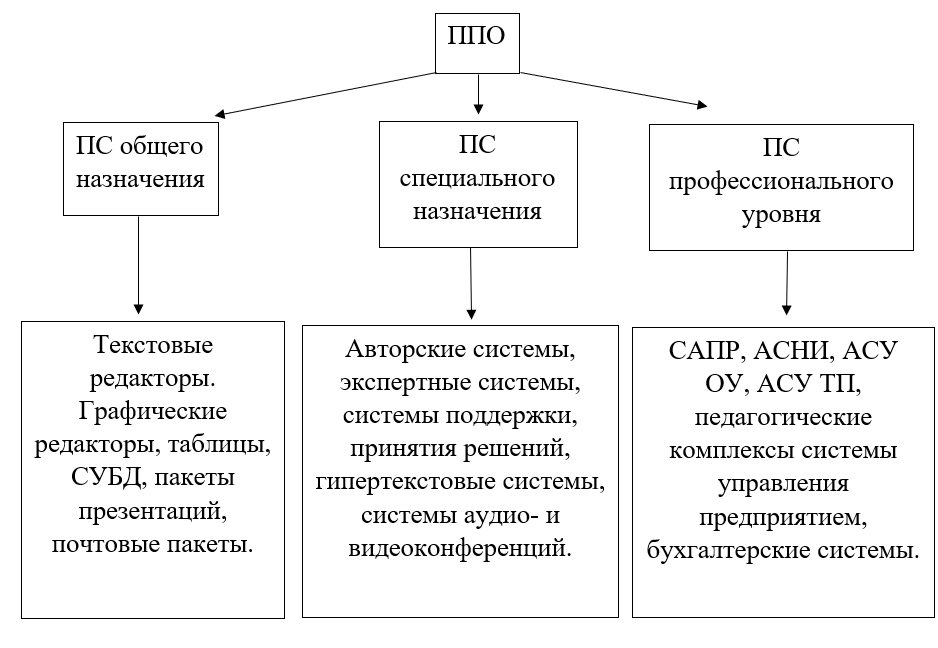 ППО
ПС общего
назначения
ПС
специального
назначения
ПС
профессионального
уровня
Текстовые
редакторы.
Графические
редакторы, таблицы,
СУБД, пакеты
презентаций,
почтовые пакеты.
Авторские системы,
экспертные системы,
системы поддержки,
принятия решений,
гипертекстовые системы,
системы аудио- и
видеоконференций.
САПР, АСНИ, АСУ
ОУ, АСУ ТП,
педагогические
комплексы системы
управления
предприятием,
бухгалтерские системы.